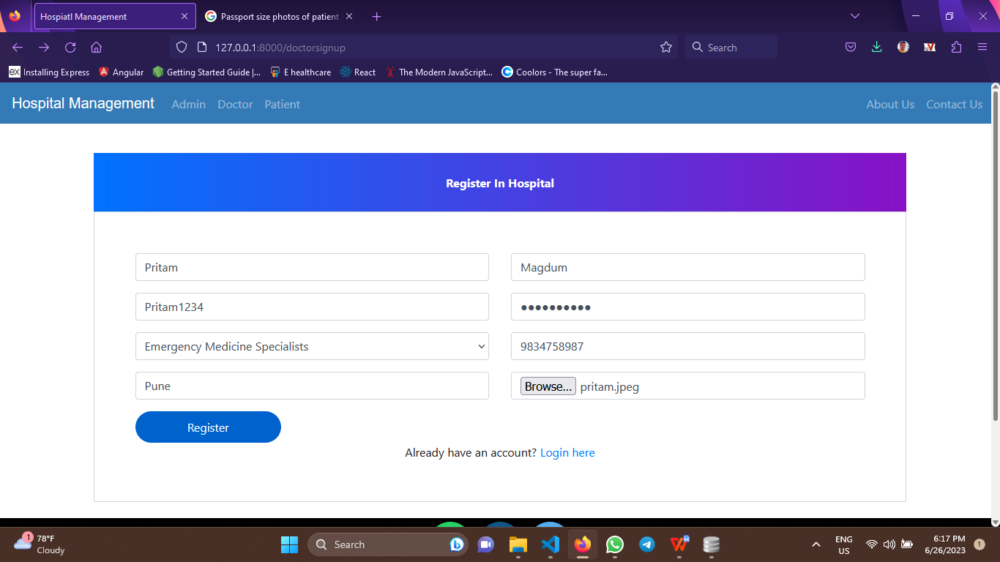 Hospiatl Management
Passport size photos of patient
127.0.0.1:8000/doctorsignup
Search
ex Installing Express
Angular
Getting Started Guide |...
E healthcare
React
The Modern JavaScript...
Coolors - The super fa...
Hospital Management
Admin
Doctor
Patient
About Us
Contact Us
Register In Hospital
Pritam
Magdum
Pritam1234
●●●●●●●●●●
Emergency Medicine Specialists
9834758987
Pune
Browse... pritam.jpeg
Register
Already have an account? Login here
1
78°F
Cloudy
Search
ENG
US
6:17 PM
6/26/2023
1